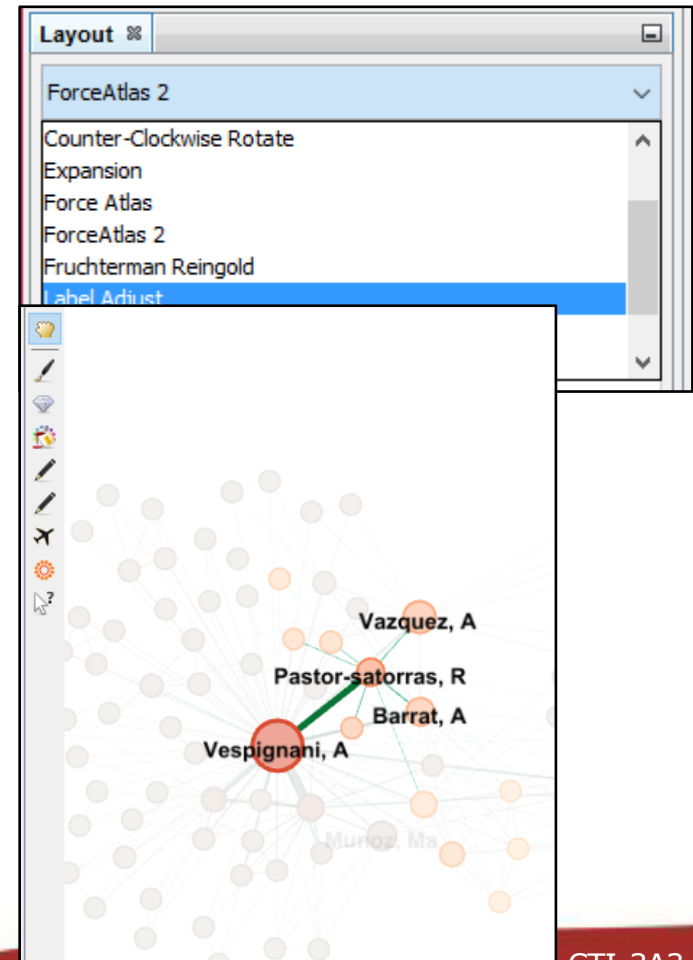 Layout
ForceAtlas 2
Counter-Clockwise Rotate
Expansion
Force Atlas
ForceAtlas 2
Fruchterman Reingold
Label Adjust
?
Vazquez, A
Pastor-satorras, R
Barrat, A
Vespignani, A
Munoz, Ma